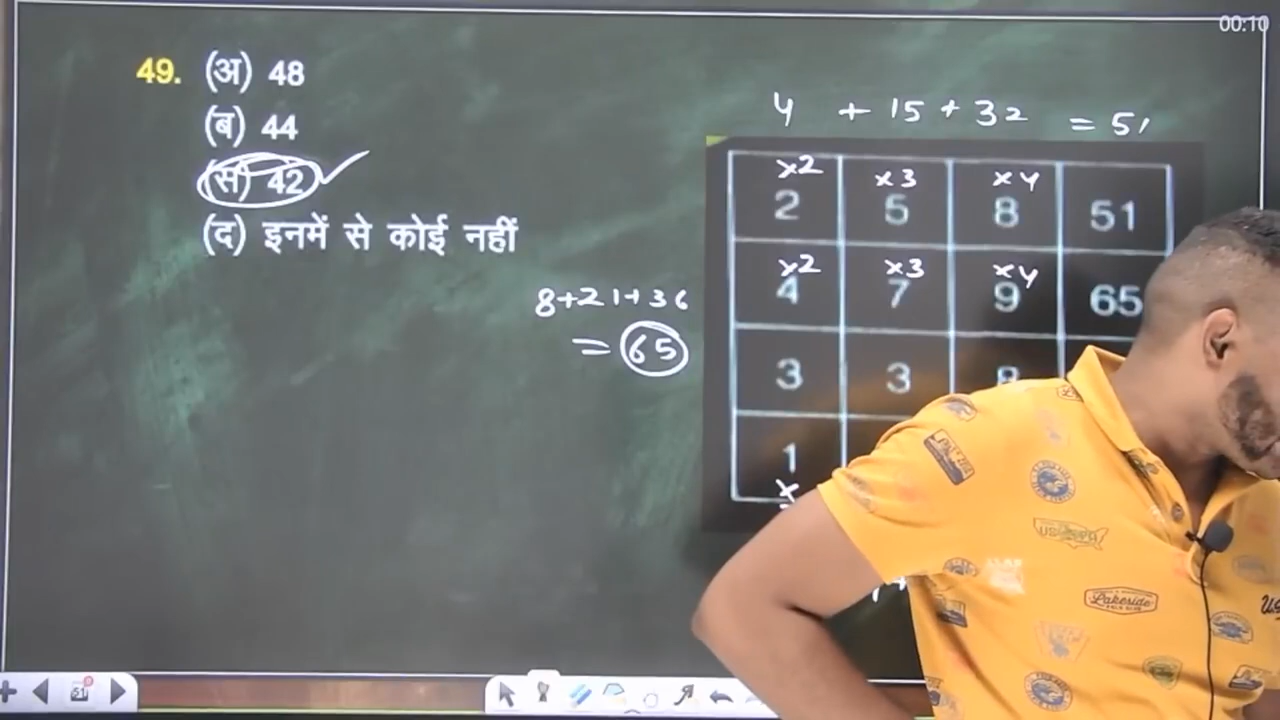 00:10
49. (अ) 48
(ब) 44
(स) 42
(द) इनमें से कोई नहीं
4 + 15 + 32 = 51
×2 ×3 ×4
2 5 8 51
×2 ×3 ×4
4 7 9 65
8+21+36
= 65
3 3 8
1
×
Lakeside